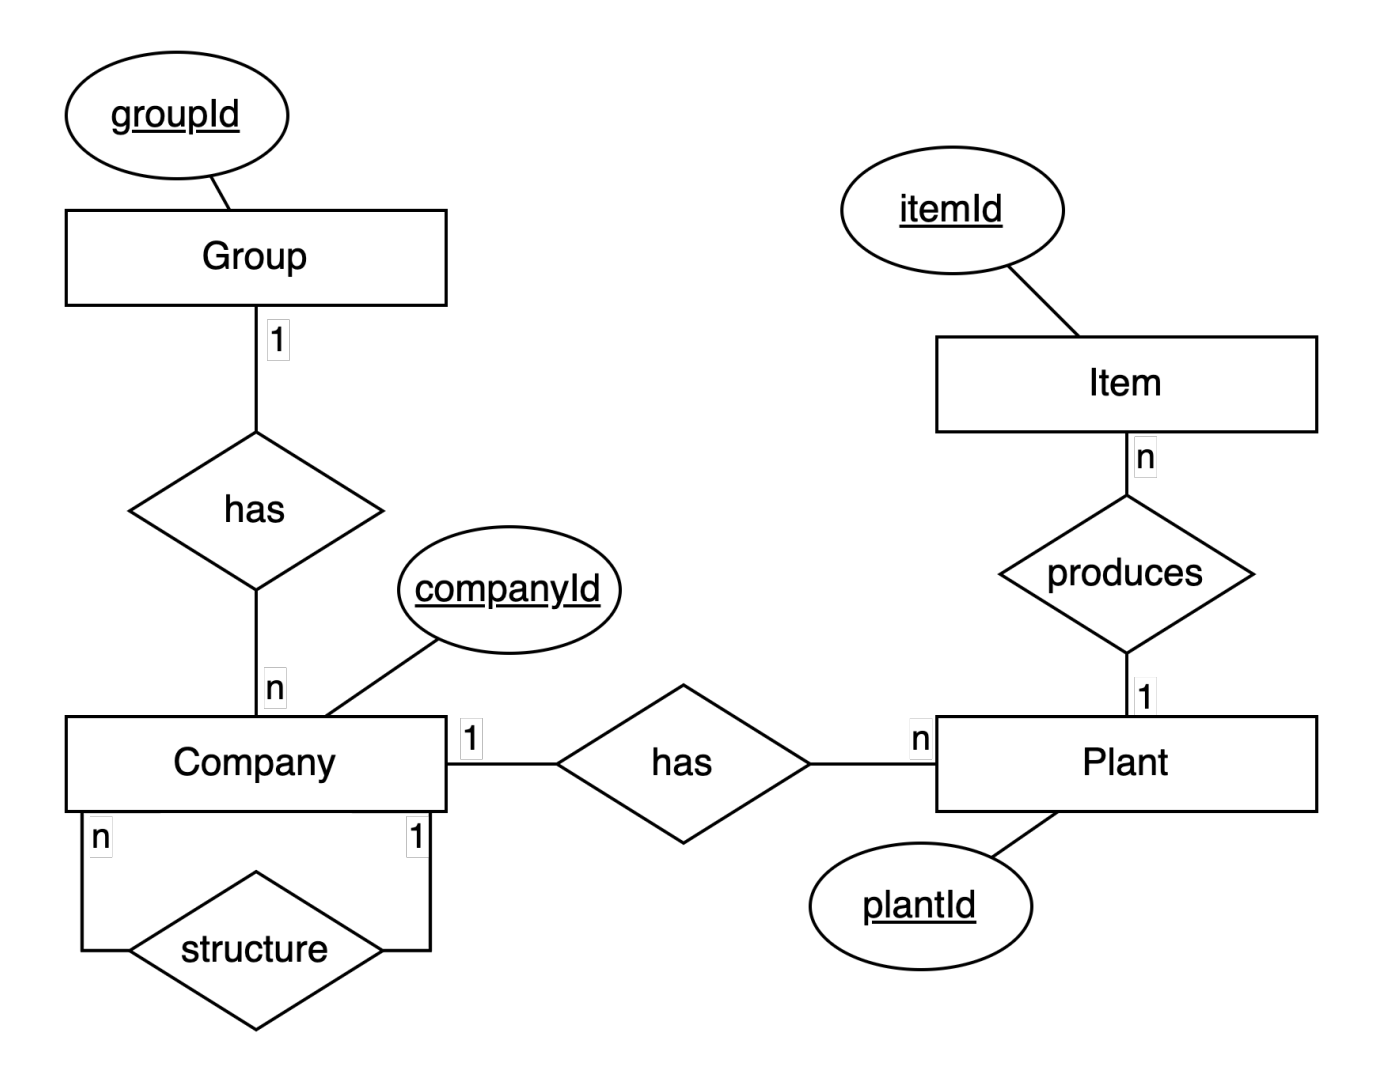 groupId
Group
1
has
n
companyId
Company
1
has
n
Plant
n
1
structure
itemId
Item
n
produces
1
plantId